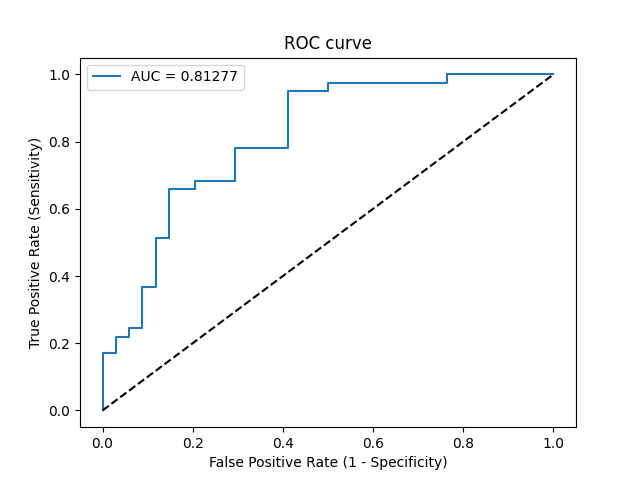 ROC curve
AUC = 0.81277
True Positive Rate (Sensitivity)
1.0
0.8
0.6
0.4
0.2
0.0
0.0 0.2 0.4 0.6 0.8 1.0
False Positive Rate (1 - Specificity)